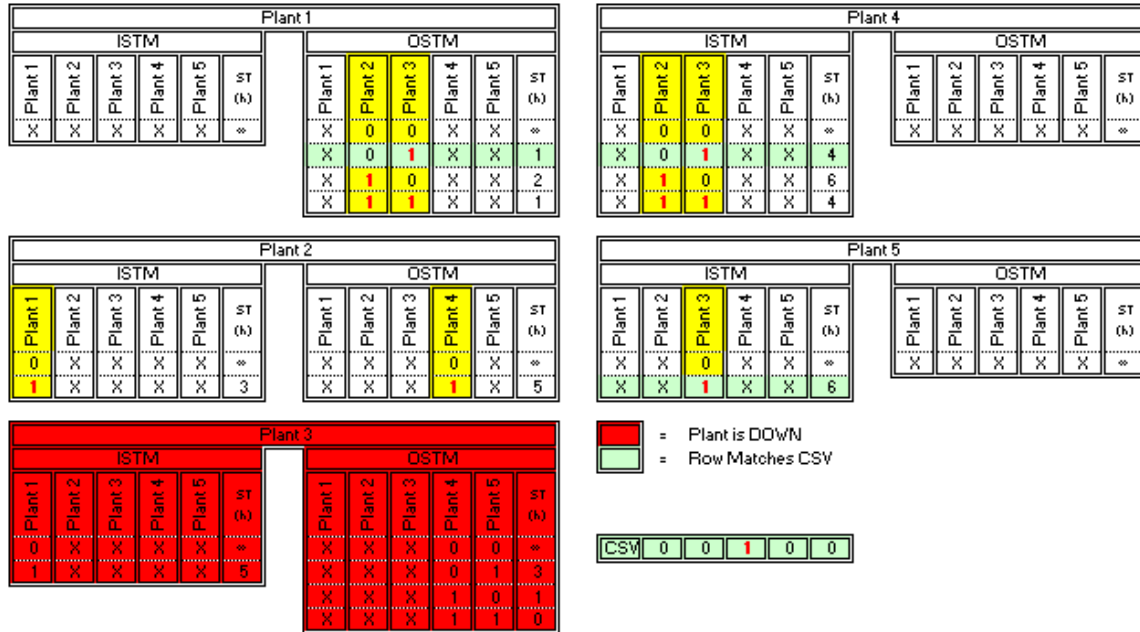 Plant 1
ISTM OSTM
Plant 1 Plant 2 Plant 3 Plant 4 Plant 5 ST (h) Plant 1 Plant 2 Plant 3 Plant 4 Plant 5 ST (h)
X X X X X ∞ X 0 0 X X ∞
X 0 1 X X 1
X 1 0 X X 2
X 1 1 X X 1
Plant 4
ISTM OSTM
Plant 1 Plant 2 Plant 3 Plant 4 Plant 5 ST (h) Plant 1 Plant 2 Plant 3 Plant 4 Plant 5 ST (h)
X 0 0 X X ∞ X X X X X ∞
X 0 1 X X 4
X 1 0 X X 6
X 1 1 X X 4
Plant 2
ISTM OSTM
Plant 1 Plant 2 Plant 3 Plant 4 Plant 5 ST (h) Plant 1 Plant 2 Plant 3 Plant 4 Plant 5 ST (h)
0 X X X X ∞ X X X 0 X ∞
1 X X X X 3 X X X 1 X 5
Plant 5
ISTM OSTM
Plant 1 Plant 2 Plant 3 Plant 4 Plant 5 ST (h) Plant 1 Plant 2 Plant 3 Plant 4 Plant 5 ST (h)
X X 0 X X ∞ X X X X X ∞
X X 1 X X 6
Plant 3
ISTM OSTM
Plant 1 Plant 2 Plant 3 Plant 4 Plant 5 ST (h) Plant 1 Plant 2 Plant 3 Plant 4 Plant 5 ST (h)
0 X X X X ∞ X X X 0 0 ∞
1 X X X X 5 X X X 0 1 3
X X X 1 0 1
X X X 1 1 0
= Plant is DOWN
= Row Matches CSV
CSV 0 0 1 0 0